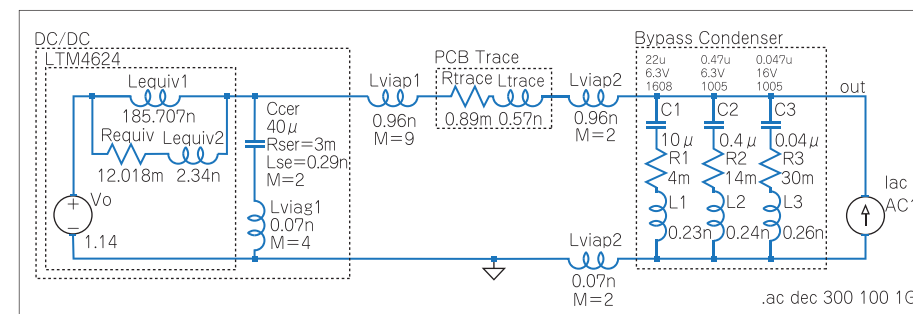 DC/DC
LTM4624
Lequiv1
185.707n
Requiv
Lequiv2
12.018m
2.34n
Vo
+
−
1.14
Ccer
40μ
Rser=3m
Lse=0.29n
M=2
Lviag1
0.07n
M=4
Lviap1
0.96n
M=9
PCB Trace
Rtrace
Ltrace
0.89m
0.57n
Lviap2
0.96n
M=2
Lviap2
0.07n
M=2
Bypass Condenser
22u
6.3V
1608
0.47u
6.3V
1005
0.047u
16V
1005
C1
C2
C3
10μ
0.4μ
0.04μ
R1
R2
R3
4m
14m
30m
L1
L2
L3
0.23n
0.24n
0.26n
out
Iac
AC1
.ac dec 300 100 1G